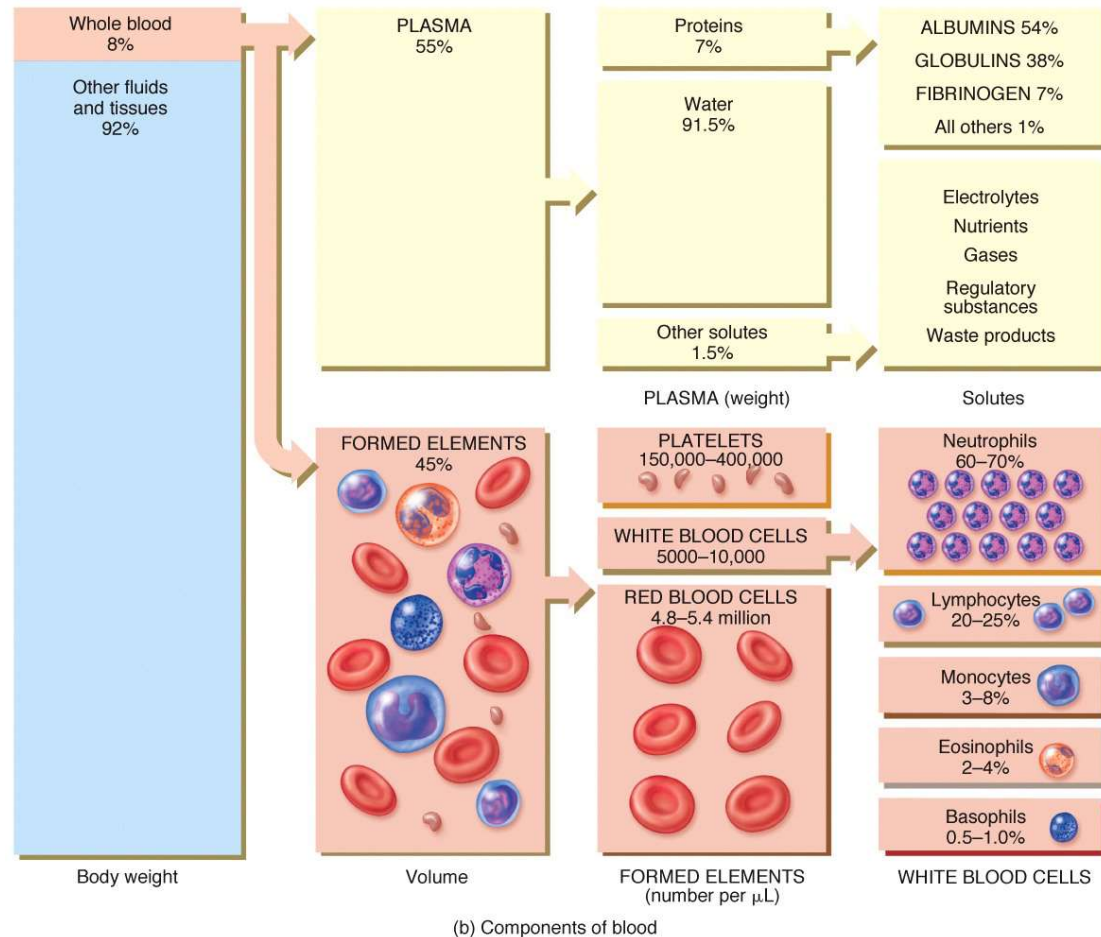 Whole blood
8%
Other fluids
and tissues
92%
Body weight
PLASMA
55%
Proteins
7%
Water
91.5%
Other solutes
1.5%
PLASMA (weight)
ALBUMINS 54%
GLOBULINS 38%
FIBRINOGEN 7%
All others 1%
Electrolytes
Nutrients
Gases
Regulatory
substances
Waste products
Solutes
FORMED ELEMENTS
45%
Volume
PLATELETS
150,000–400,000
WHITE BLOOD CELLS
5000–10,000
RED BLOOD CELLS
4.8–5.4 million
FORMED ELEMENTS
(number per μL)
Neutrophils
60–70%
Lymphocytes
20–25%
Monocytes
3–8%
Eosinophils
2–4%
Basophils
0.5–1.0%
WHITE BLOOD CELLS
(b) Components of blood